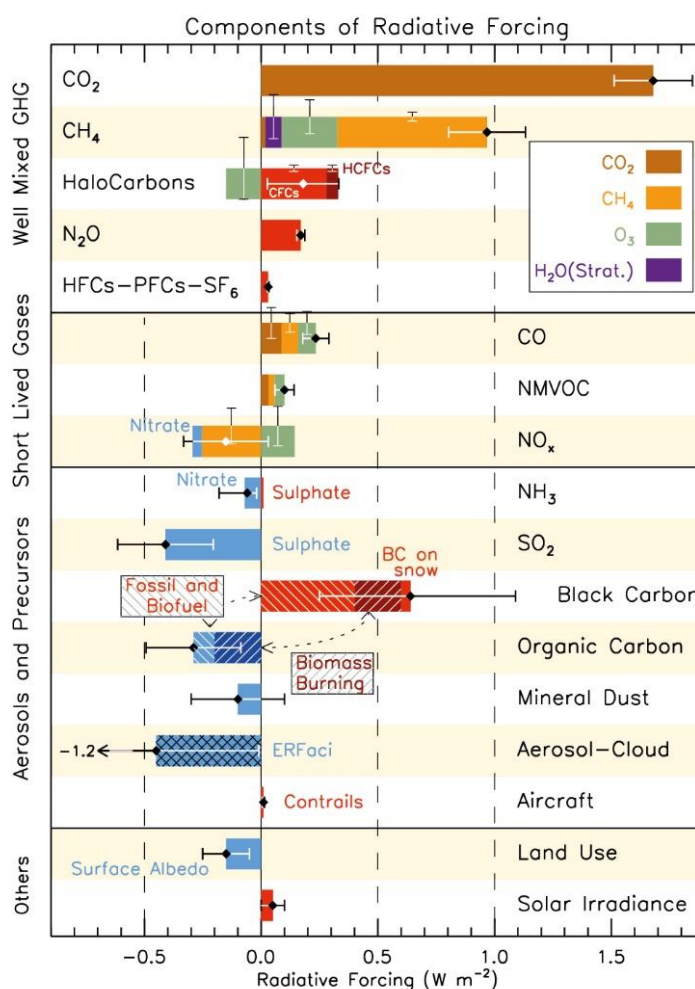 Components of Radiative Forcing
Well Mixed GHG
CO₂
CH₄
HaloCarbons
CFCs
HCFCs
N₂O
HFCs-PFCs-SF₆
CO₂
CH₄
O₃
H₂O(Strat.)
Short Lived Gases
CO
NMVOC
Nitrate
NOₓ
Aerosols and Precursors
Nitrate
Sulphate
NH₃
Sulphate
SO₂
BC on
snow
Fossil and
Biofuel
Black Carbon
Organic Carbon
Biomass
Burning
Mineral Dust
-1.2
ERFaci
Aerosol-Cloud
Contrails
Aircraft
Others
Surface Albedo
Land Use
Solar Irradiance
-0.5 0.0 0.5 1.0 1.5
Radiative Forcing (W m⁻²)